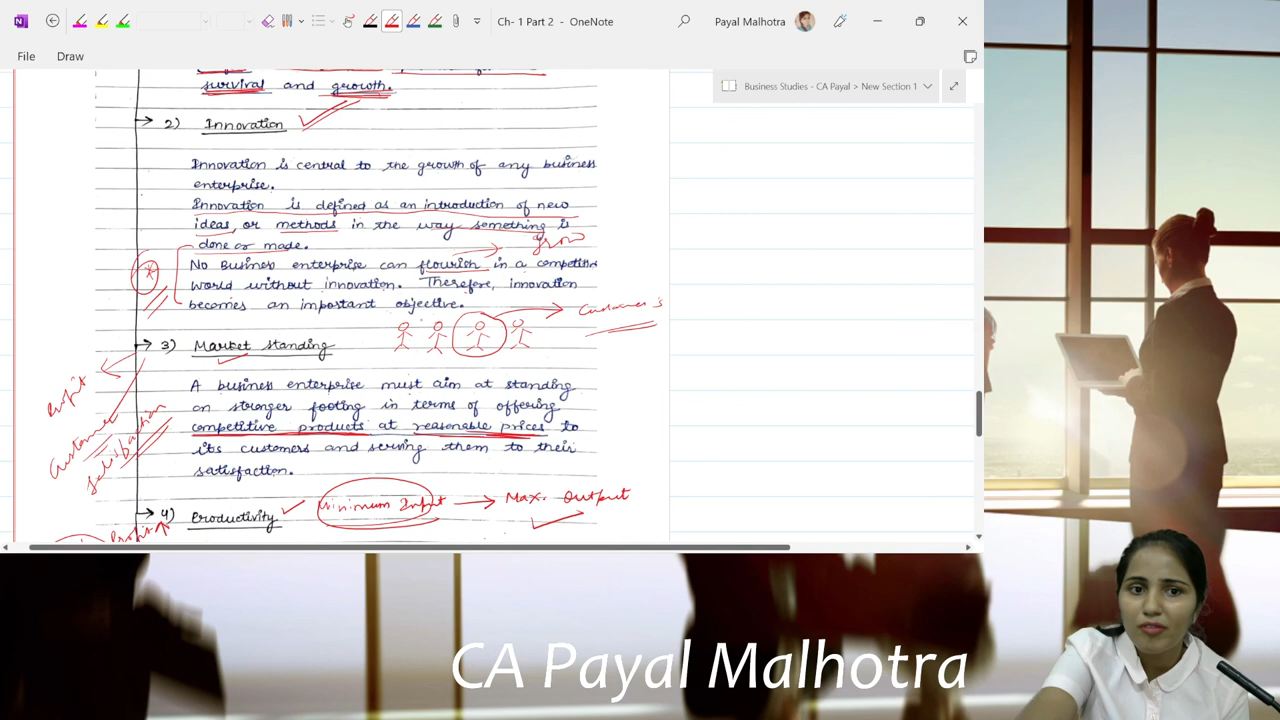 Ch- 1 Part 2 - OneNote
Payal Malhotra
File
Draw
Business Studies - CA Payal > New Section 1
survival and growth.
2) Innovation
Innovation is central to the growth of any business
enterprise.
Innovation is defined as an introduction of new
ideas, or methods in the way something is
done or made.
grow
No Business enterprise can flourish in a competitive
world without innovation. Therefore, innovation
becomes an important objective.
Customer's
3) Market standing
Profit
Customer
satisfaction
A business enterprise must aim at standing
on stronger footing in terms of offering
competitive products at reasonable prices to
its customers and serving them to their
satisfaction.
4) Productivity
Minimum Input → Max. Output
Profit ↑
CA Payal Malhotra